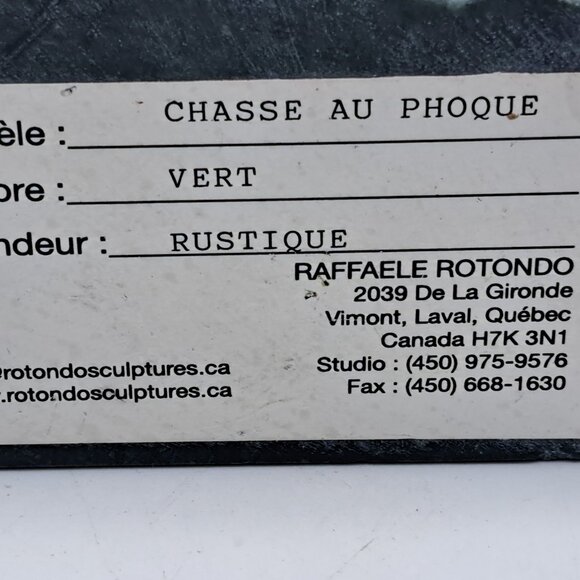 èle : CHASSE AU PHOQUE
bre : VERT
ndeur : RUSTIQUE
RAFFAELE ROTONDO
2039 De La Gironde
Vimont, Laval, Québec
Canada H7K 3N1
Studio : (450) 975-9576
Fax : (450) 668-1630
@rotondosculptures.ca
.rotondosculptures.ca